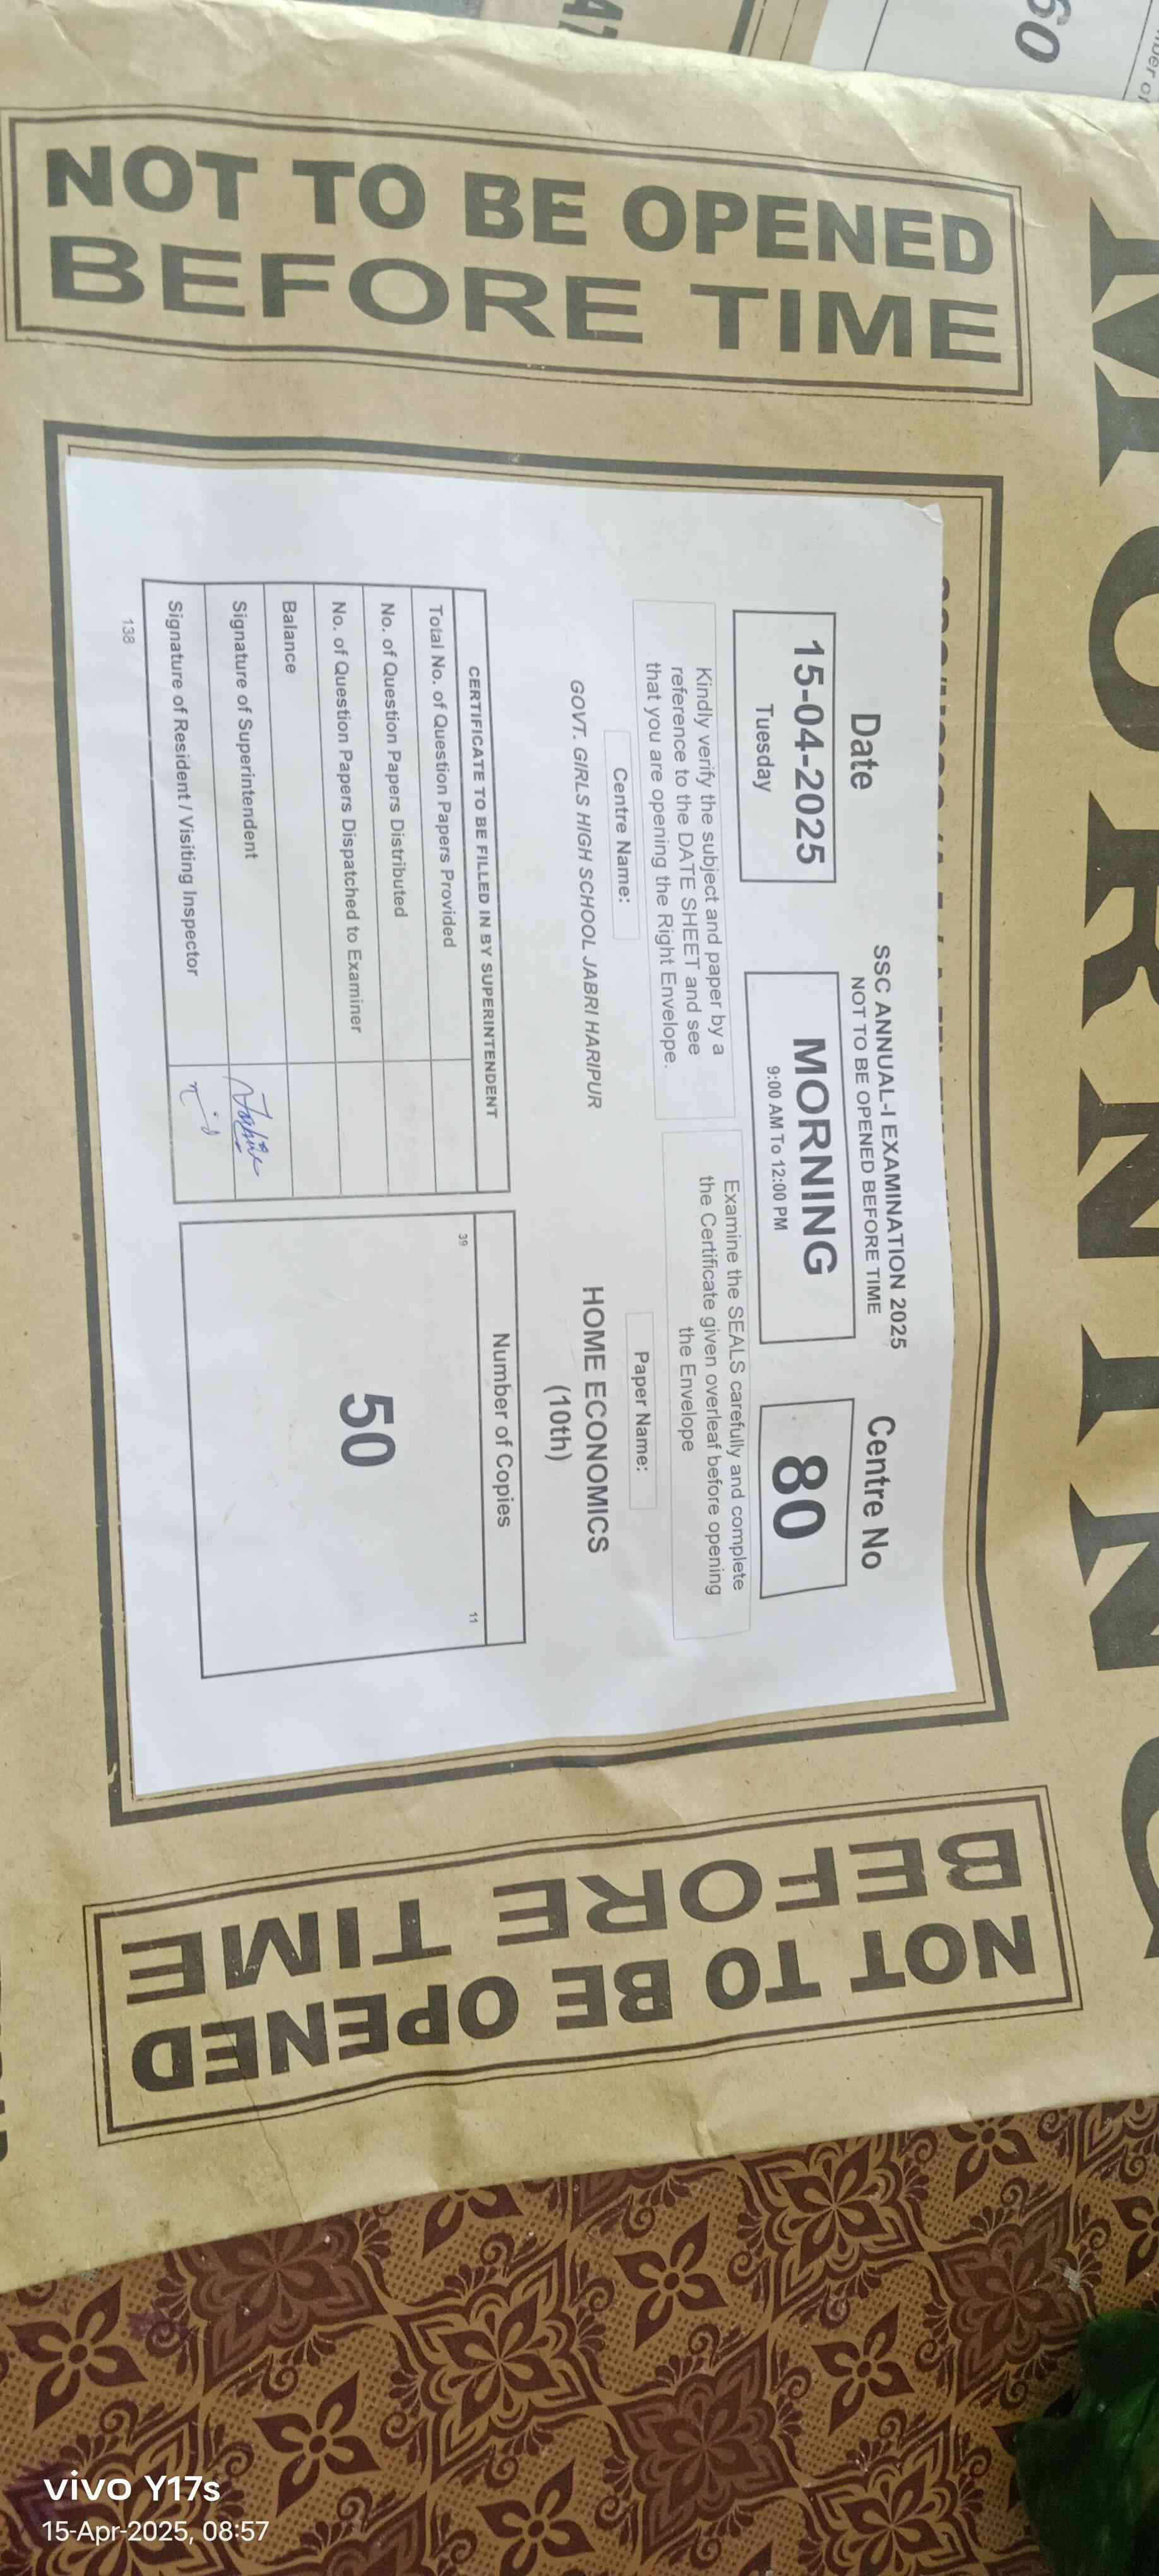 60
MORNING
NOT TO BE OPENED
BEFORE TIME
SSC ANNUAL-I EXAMINATION 2025
NOT TO BE OPENED BEFORE TIME
Date
15-04-2025
Tuesday
MORNING
9:00 AM To 12:00 PM
Centre No
80
Kindly verify the subject and paper by a
reference to the DATE SHEET and see
that you are opening the Right Envelope.
Examine the SEALS carefully and complete
the Certificate given overleaf before opening
the Envelope
Centre Name:
GOVT. GIRLS HIGH SCHOOL JABRI HARIPUR
Paper Name:
HOME ECONOMICS
(10th)
CERTIFICATE TO BE FILLED IN BY SUPERINTENDENT
Total No. of Question Papers Provided
No. of Question Papers Distributed
No. of Question Papers Dispatched to Examiner
Balance
Signature of Superintendent
Signature of Resident / Visiting Inspector
138
Number of Copies
39
11
50
NOT TO BE OPENED
BEFORE TIME
vivo Y17s
15-Apr-2025, 08:57